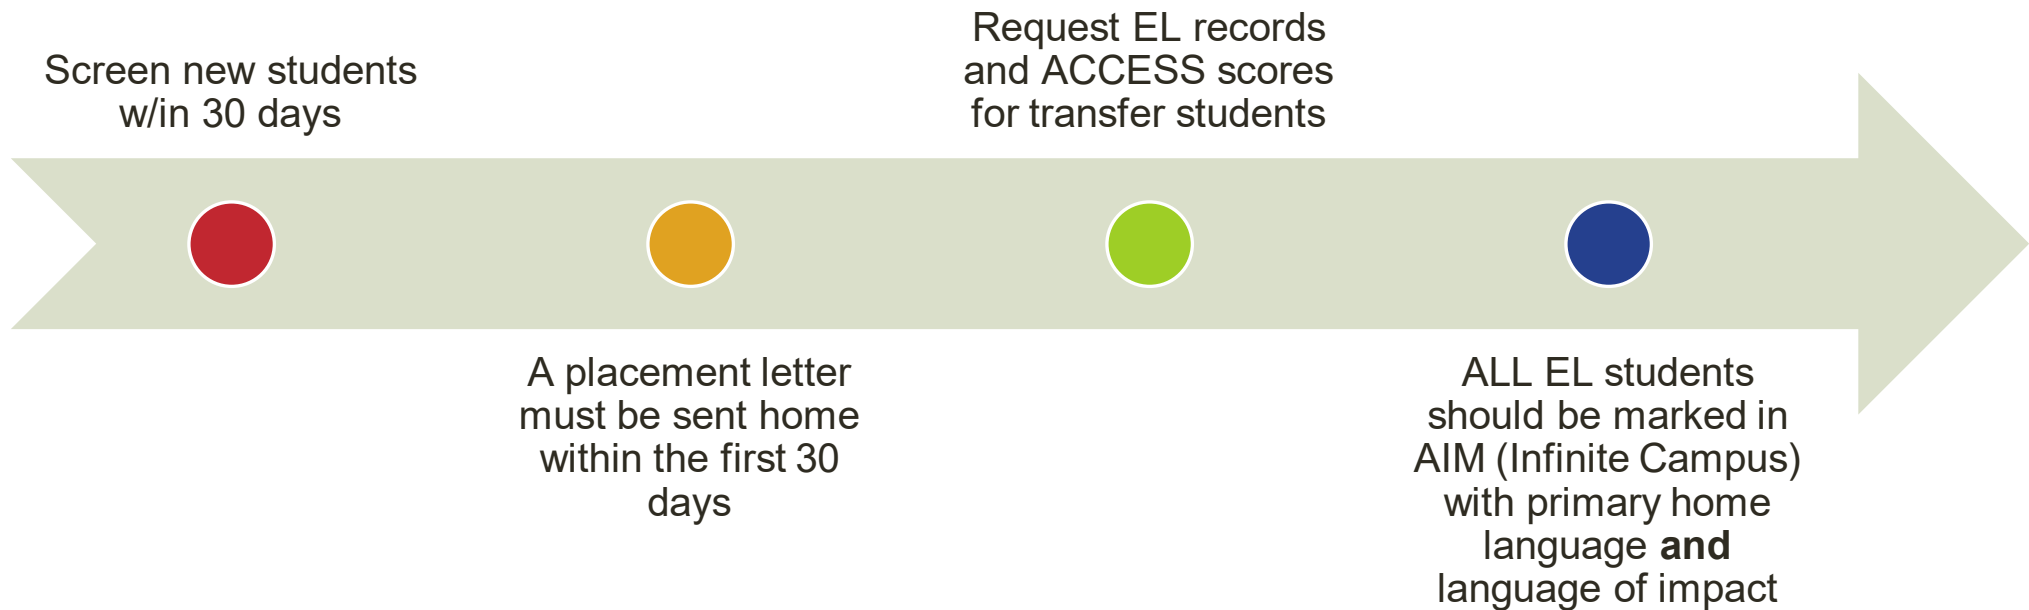 Screen new students
w/in 30 days
A placement letter
must be sent home
within the first 30
days
Request EL records
and ACCESS scores
for transfer students
ALL EL students
should be marked in
AIM (Infinite Campus)
with primary home
language and
language of impact